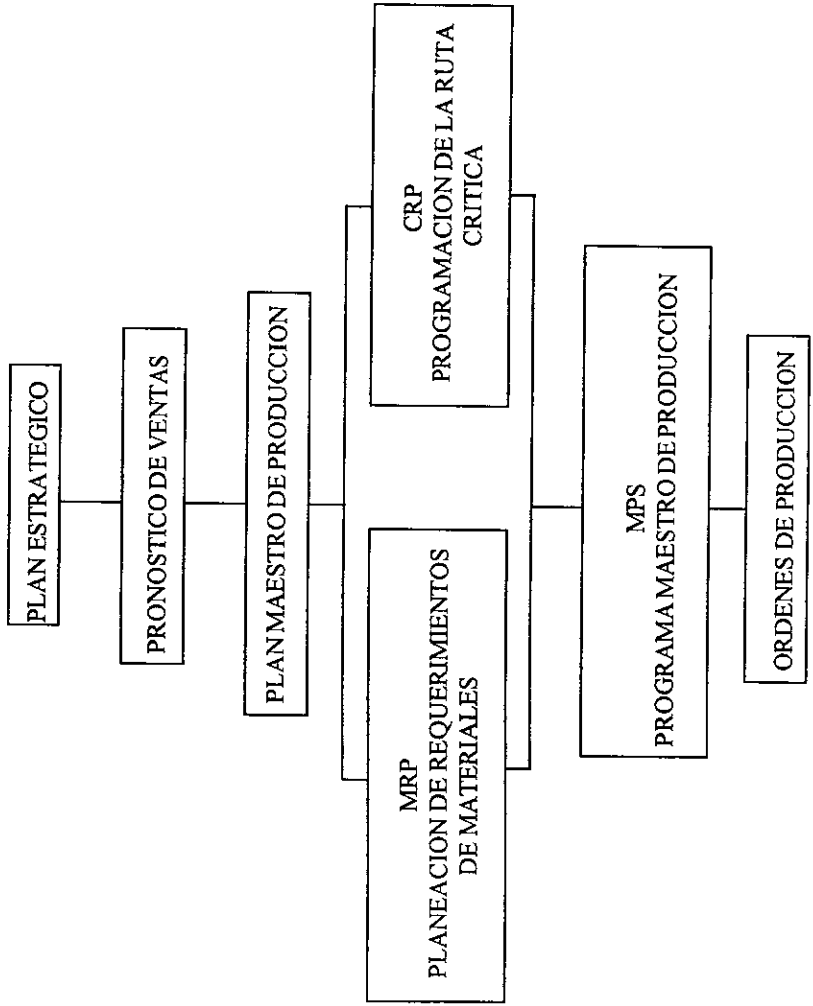 PLAN ESTRATEGICO
PRONOSTICO DE VENTAS
PLAN MAESTRO DE PRODUCCION
MRP
PLANEACION DE REQUERIMIENTOS
DE MATERIALES
CRP
PROGRAMACION DE LA RUTA
CRITICA
MPS
PROGRAMA MAESTRO DE PRODUCCION
ORDENES DE PRODUCCION